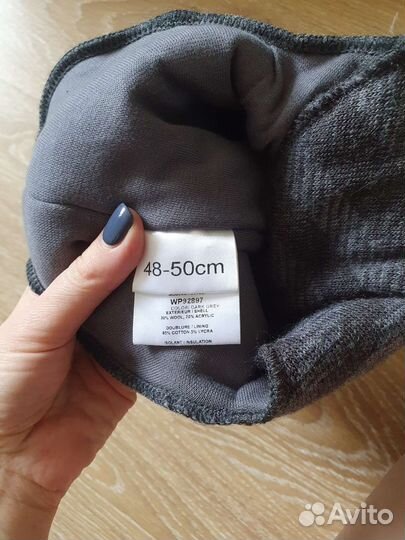 48-50cm
WP92897
COLOR: DARK GREY
EXTERIEUR / SHELL
30% WOOL, 70% ACRYLIC
DOUBLURE / LINING
95% COTTON 5% LYCRA
ISOLANT / INSULATION
Avito